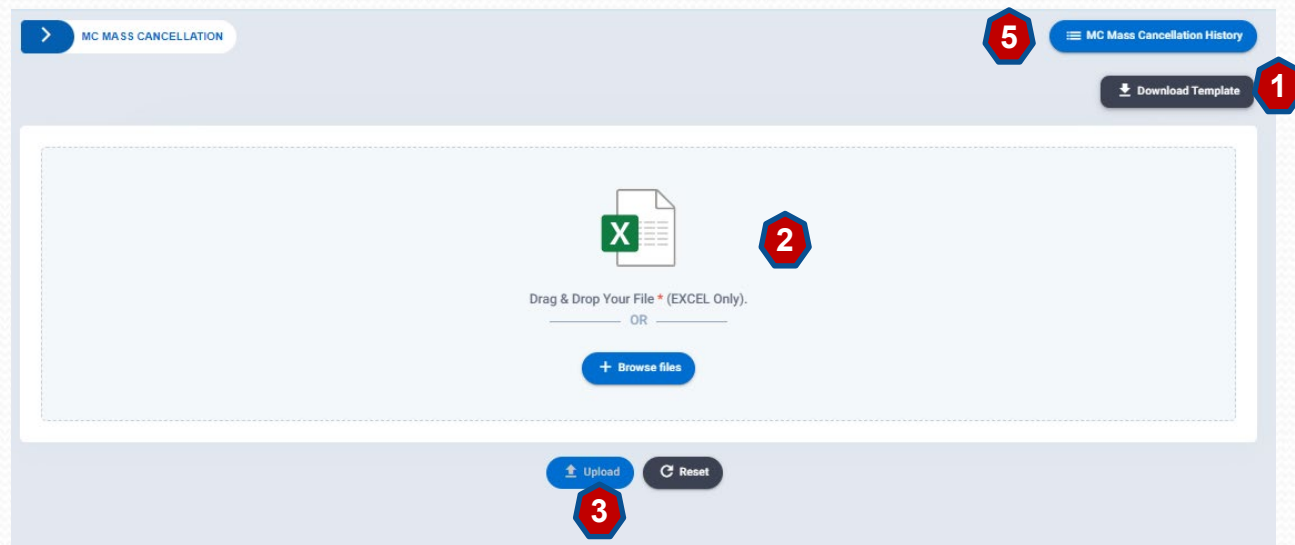 MC MASS CANCELLATION
5
MC Mass Cancellation History
Download Template
1
X
2
Drag & Drop Your File * (EXCEL Only).
OR
+ Browse files
Upload
Reset
3